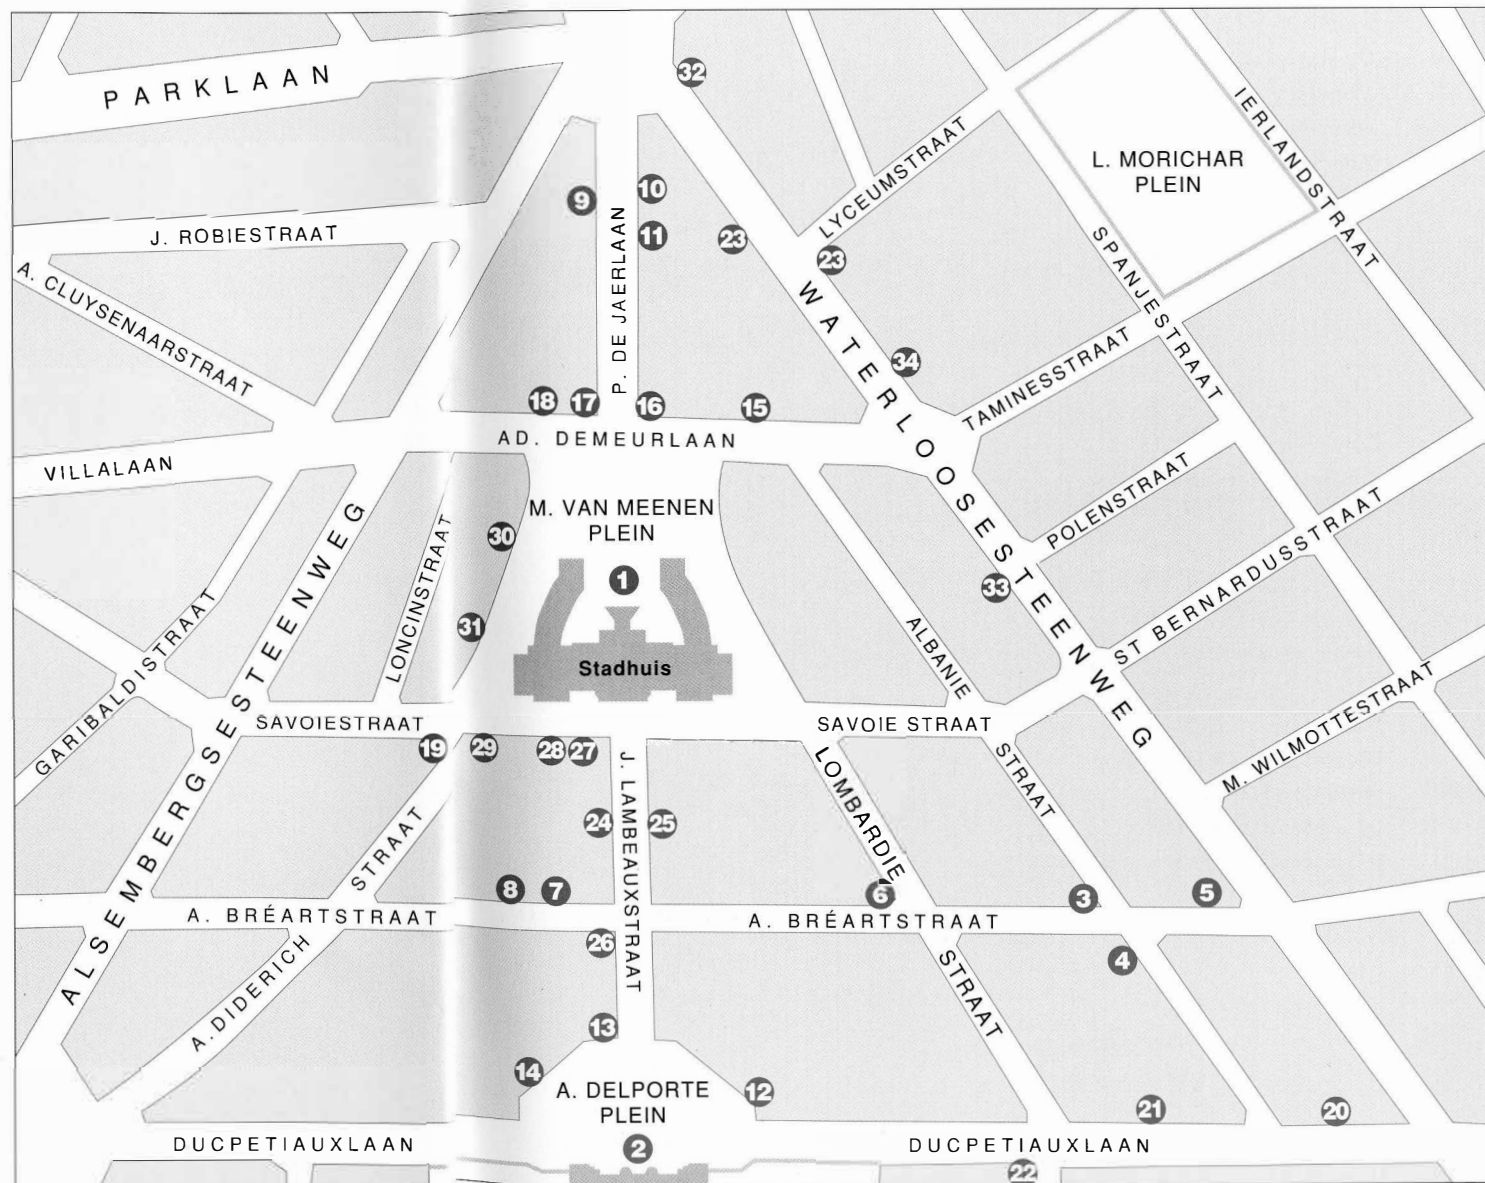 PARKLAAN
32
IERLANDSTRAAT
LYCEUMSTRAAT
L. MORICHAR
PLEIN
9
10
11
23
23
J. ROBIESTRAAT
P. DE JAERLAAN
SPANJESTRAAT
A. CLUYSENAARSTRAAT
WATERLOOSESTEENWEG
34
TAMINESSTRAAT
18
17
16
15
AD. DEMEURLAAN
VILLALAAN
POLENSTRAAT
M. VAN MEENEN
PLEIN
30
1
33
ST BERNARDUSSTRAAT
LONCINSTRAAT
31
Stadhuis
ALBANIE
STRAAT
GARIBALDISTRAAT
ALSEMBERGSESTEENWEG
SAVOIESTRAAT
SAVOIE STRAAT
M. WILMOTTESTRAAT
19
29
28
27
J. LAMBEAUXSTRAAT
LOMBARDIE
STRAAT
24
25
8
7
6
3
5
A. BRÉARTSTRAAT
A. BRÉARTSTRAAT
A. DIDERICH
STRAAT
26
4
13
14
A. DELPORTE
PLEIN
12
21
20
DUCPETIAUXLAAN
2
DUCPETIAUXLAAN
22